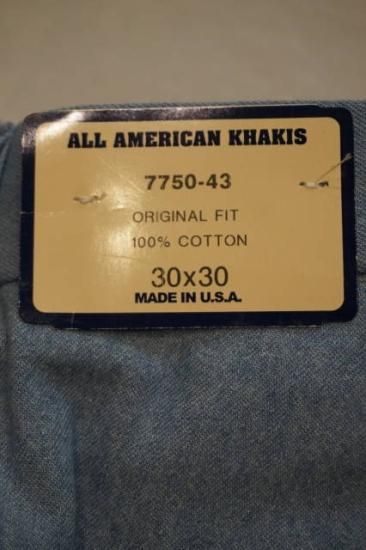 ALL AMERICAN KHAKIS
7750-43
ORIGINAL FIT
100% COTTON
30x30
MADE IN U.S.A.